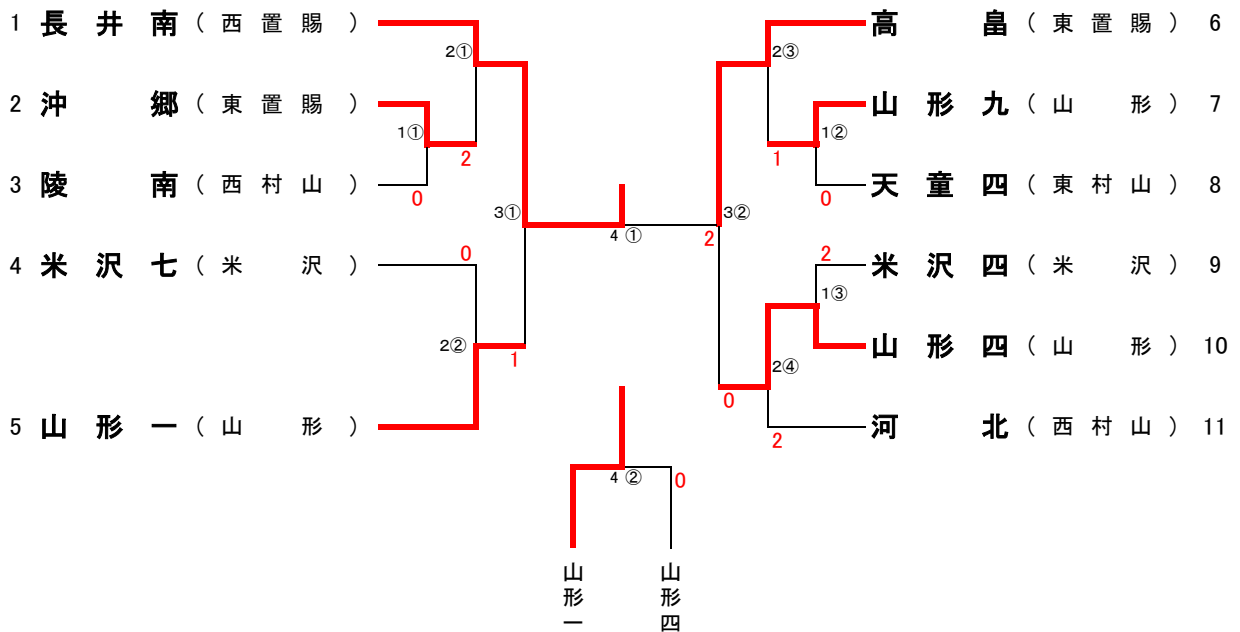 1 長井南 (西置賜)
高畠 (東置賜) 6
2① 2③
2 沖郷 (東置賜)
山形九 (山形) 7
1① 1②
2 1
3 陵南 (西村山)
天童四 (東村山) 8
0 0
3① 3②
4① 2
0 2
4 米沢七 (米沢)
米沢四 (米沢) 9
1③
2② 1
山形四 (山形) 10
2④
0
5 山形一 (山形)
河北 (西村山) 11
2
4② 0
山形一
山形四